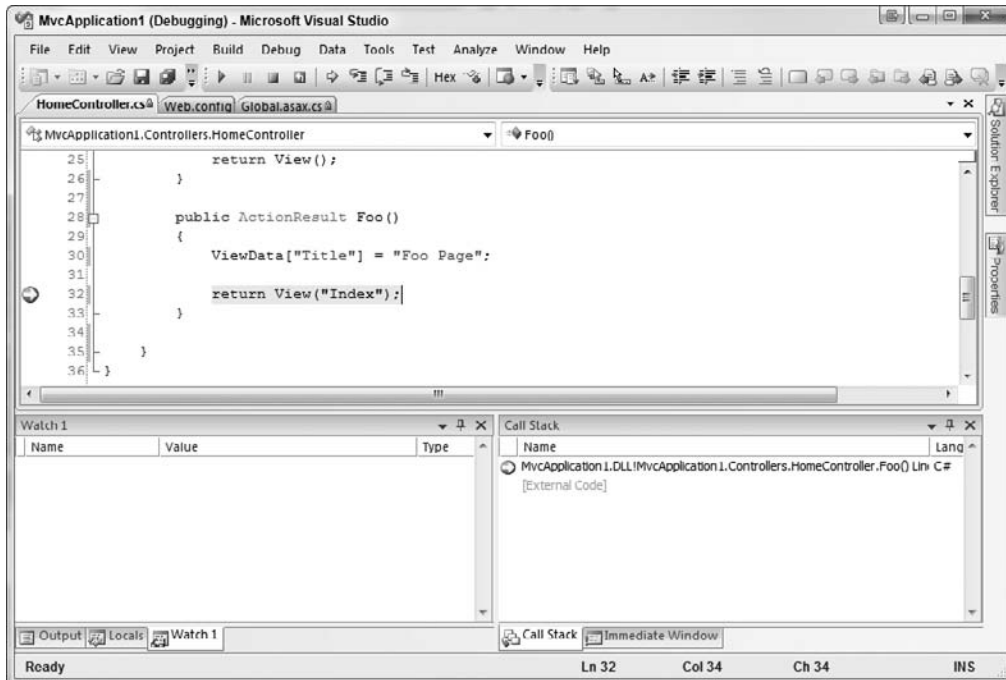 MvcApplication1 (Debugging) - Microsoft Visual Studio
File Edit View Project Build Debug Data Tools Test Analyze Window Help
Hex
HomeController.cs Web.config Global.asax.cs
MvcApplication1.Controllers.HomeController Foo()
25 return View();
26 }
27
28 public ActionResult Foo()
29 {
30 ViewData["Title"] = "Foo Page";
31
32 return View("Index");
33 }
34
35 }
36 }
Solution Explorer
Properties
Watch 1
Name Value Type
Call Stack
Name Lang
MvcApplication1.DLL!MvcApplication1.Controllers.HomeController.Foo() Line C#
[External Code]
Output Locals Watch 1
Call Stack Immediate Window
Ready Ln 32 Col 34 Ch 34 INS